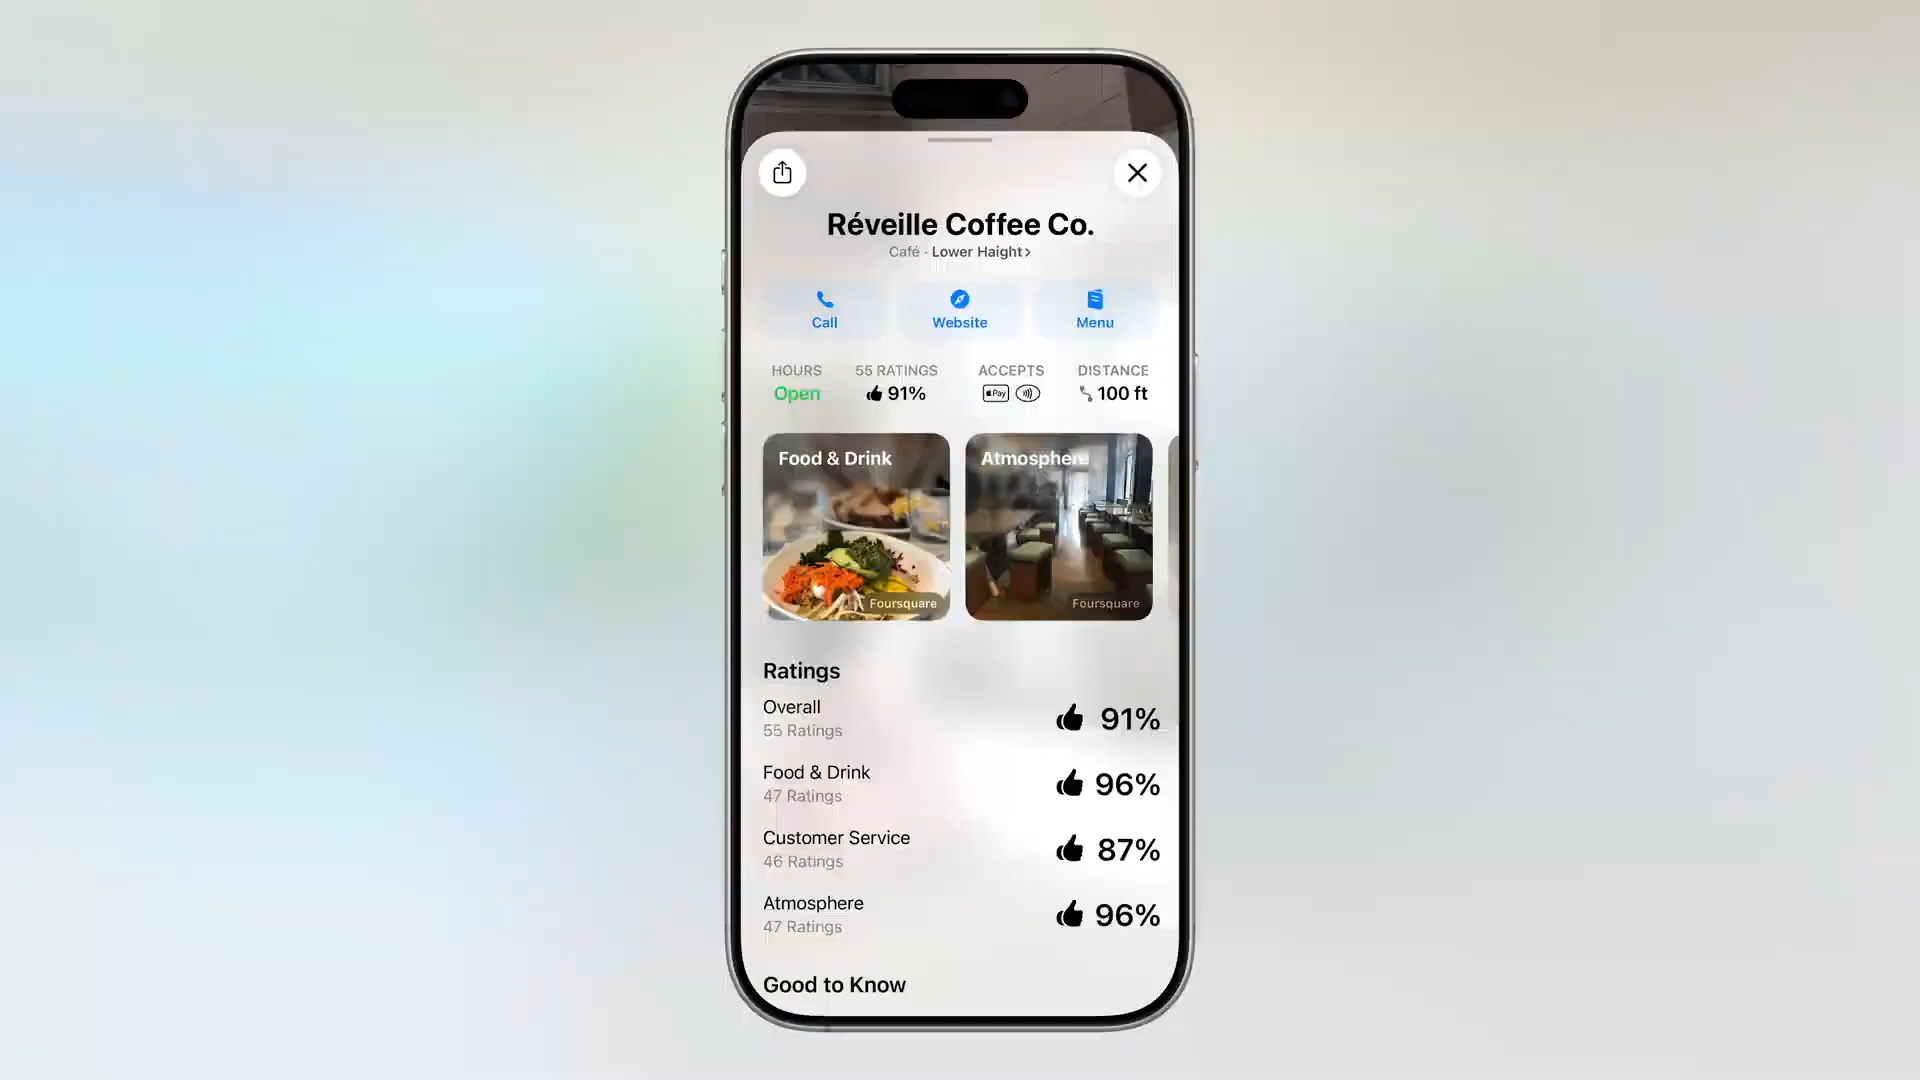 Réveille Coffee Co.
Café · Lower Haight >
Call
Website
Menu
HOURS
Open
55 RATINGS
91%
ACCEPTS
Pay
DISTANCE
100 ft
Food & Drink
Foursquare
Atmosphere
Foursquare
Ratings
Overall
55 Ratings
91%
Food & Drink
47 Ratings
96%
Customer Service
46 Ratings
87%
Atmosphere
47 Ratings
96%
Good to Know